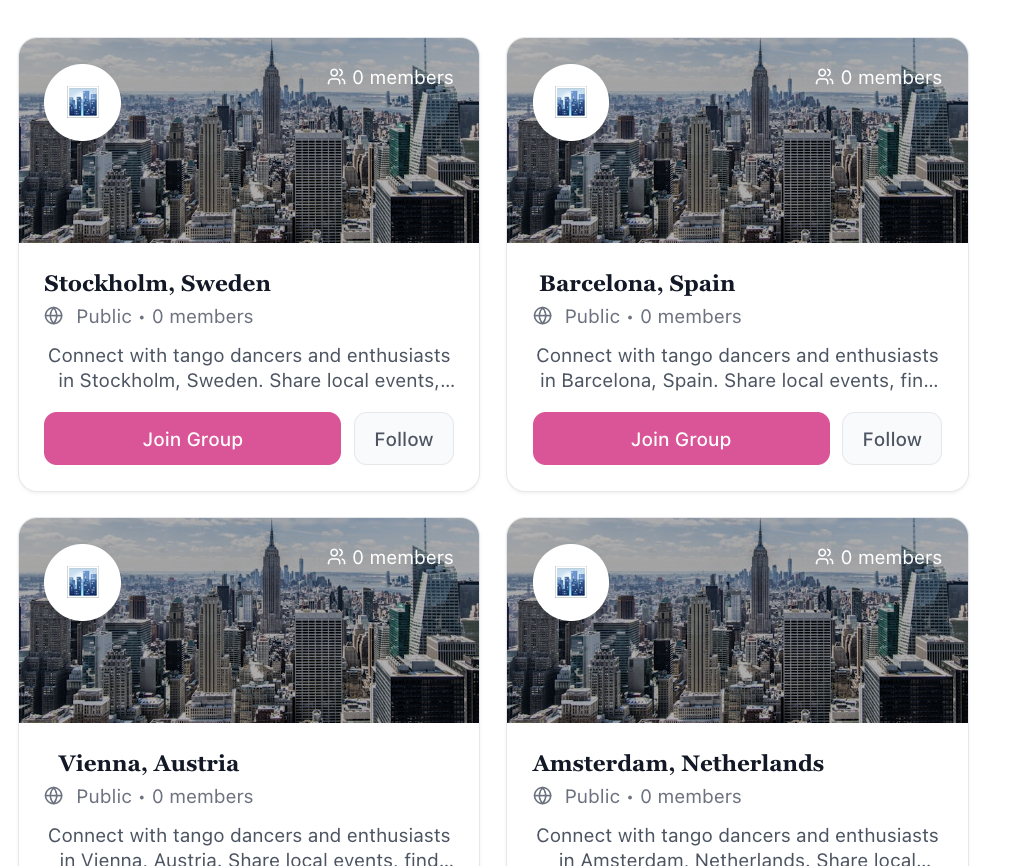 0 members
0 members
Stockholm, Sweden
Barcelona, Spain
Public • 0 members
Public • 0 members
Connect with tango dancers and enthusiasts
in Stockholm, Sweden. Share local events,...
Connect with tango dancers and enthusiasts
in Barcelona, Spain. Share local events, fin...
Join Group
Follow
Join Group
Follow
0 members
0 members
Vienna, Austria
Amsterdam, Netherlands
Public • 0 members
Public • 0 members
Connect with tango dancers and enthusiasts
in Vienna, Austria. Share local events, find...
Connect with tango dancers and enthusiasts
in Amsterdam, Netherlands. Share local...